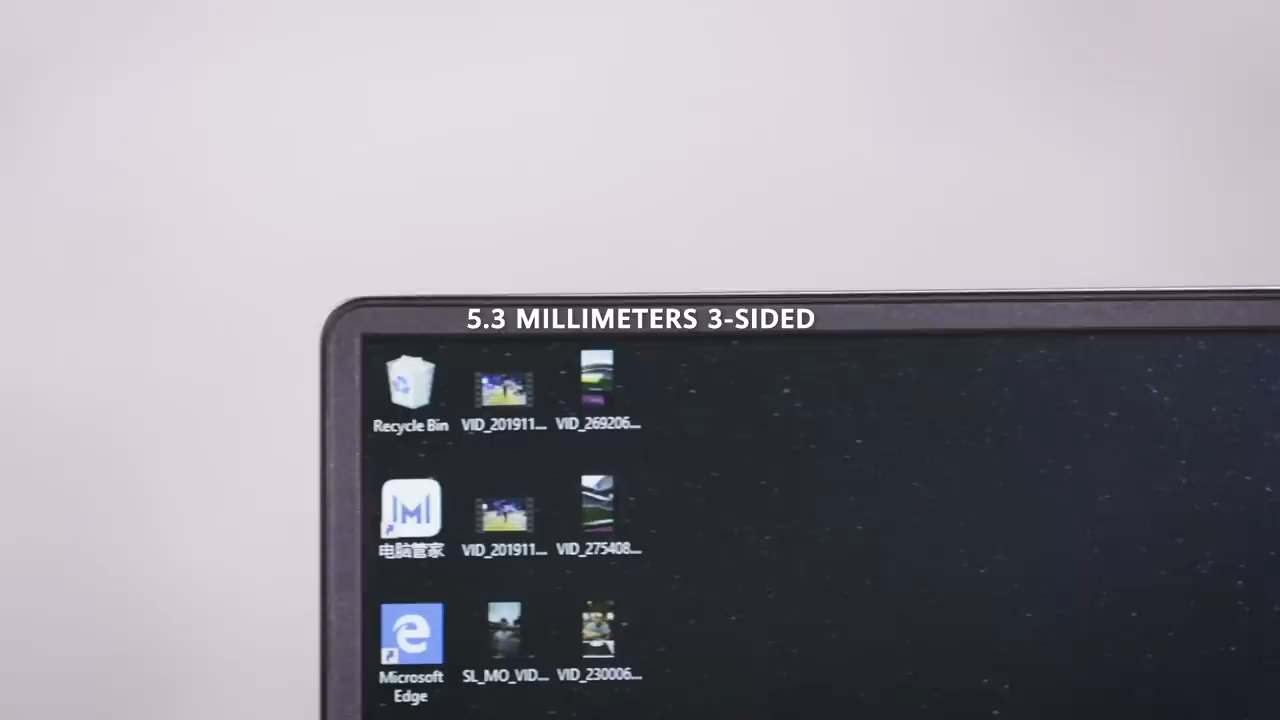 5.3 MILLIMETERS 3-SIDED
Recycle Bin
VID_201911...
VID_269206...
电脑管家
VID_201911...
VID_275408...
Microsoft
Edge
SL_MO_VID...
VID_230006...